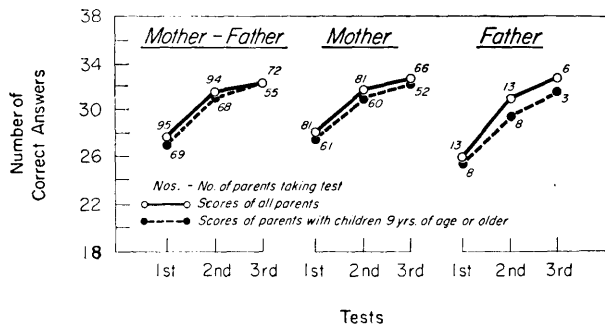 Mother - Father Mother Father
Number of Correct Answers
38
34
30
26
22
18
95 94 72
69 68 55
81 81 66
61 60 52
13 13 6
8 8 3
Nos. - No. of parents taking test
Scores of all parents
Scores of parents with children 9 yrs. of age or older
1st 2nd 3rd 1st 2nd 3rd 1st 2nd 3rd
Tests